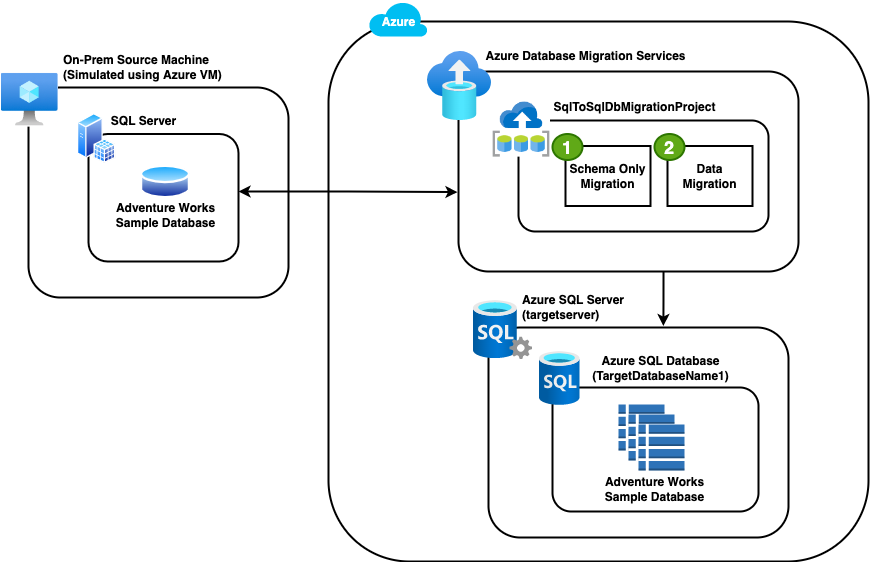 Azure
On-Prem Source Machine
(Simulated using Azure VM)
SQL Server
Adventure Works
Sample Database
Azure Database Migration Services
SqlToSqlDbMigrationProject
1
Schema Only
Migration
2
Data
Migration
Azure SQL Server
(targetserver)
SQL
Azure SQL Database
(TargetDatabaseName1)
SQL
Adventure Works
Sample Database